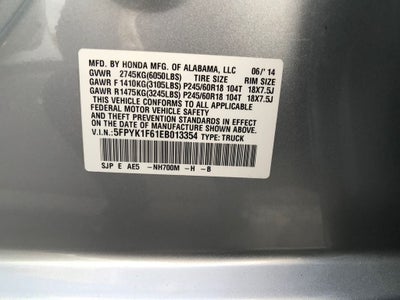 MFD. BY HONDA MFG. OF ALABAMA, LLC 06/'14
GVWR 2745KG(6050LBS) TIRE SIZE RIM SIZE
GAWR F1410KG(3105LBS) P245/60R18 104T 18X7.5J
GAWR R1475KG(3245LBS) P245/60R18 104T 18X7.5J
THIS VEHICLE CONFORMS TO ALL APPLICABLE
FEDERAL MOTOR VEHICLE SAFETY
AND THEFT PREVENTION STANDARDS IN EFFECT
ON THE DATE OF MANUFACTURE SHOWN ABOVE.
V.I.N.:5FPYK1F61EB013354 TYPE: TRUCK
SJP E AE5 -NH700M -H -B